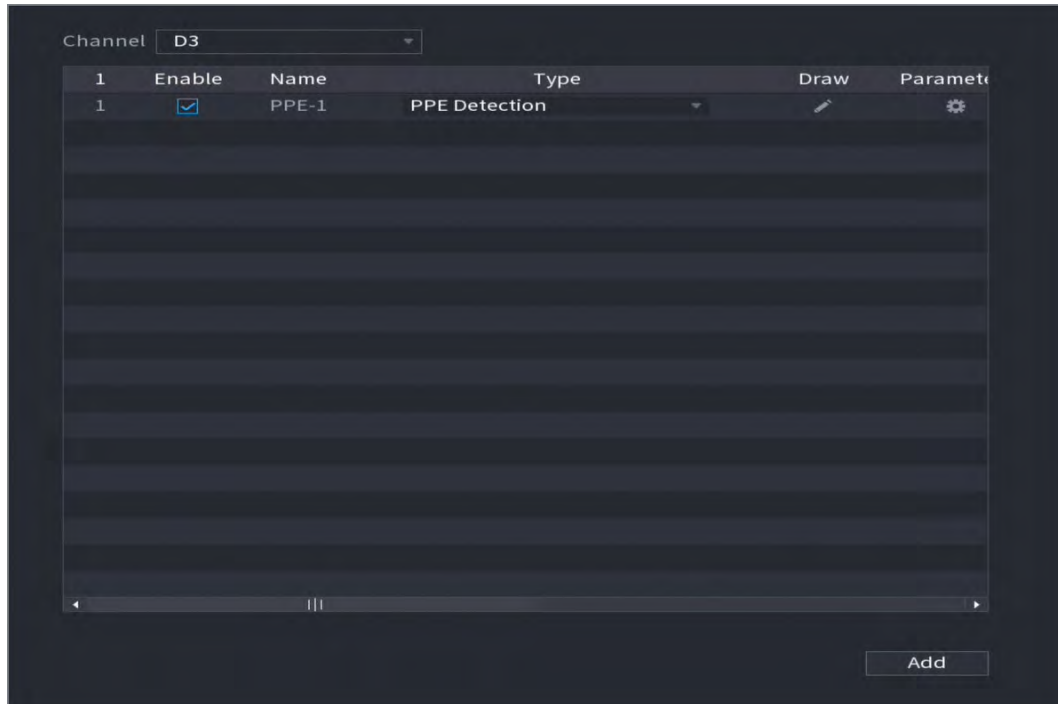 Channel D3
1 Enable Name Type Draw Paramete
1 PPE-1 PPE Detection
Add